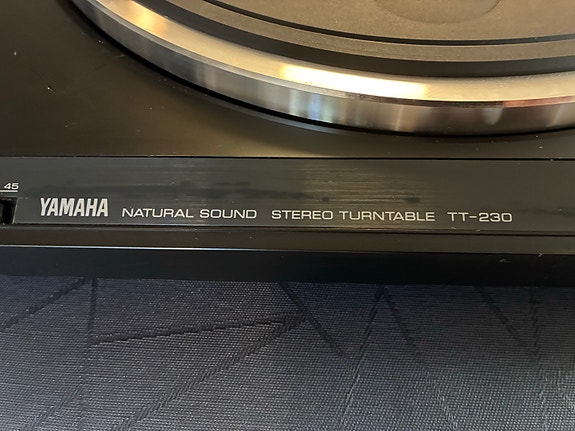 45
YAMAHA NATURAL SOUND STEREO TURNTABLE TT-230